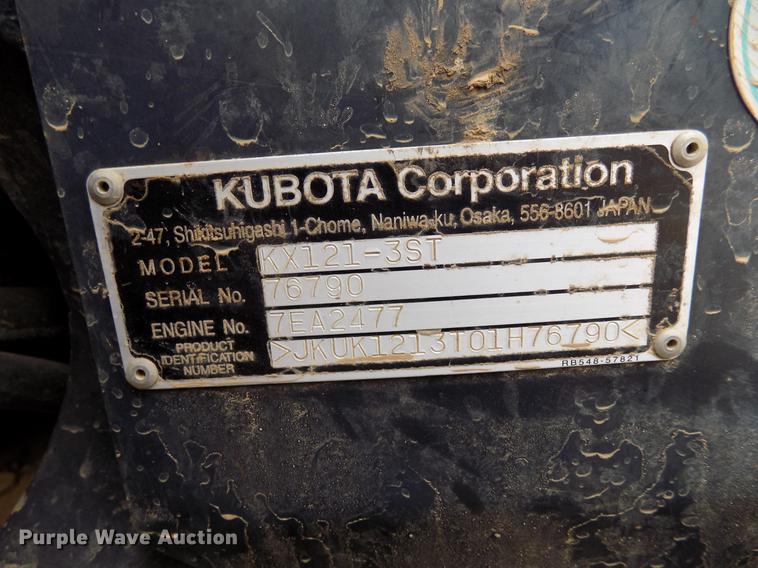 KUBOTA Corporation
2-47, Shikitsuhigashi 1-Chome, Naniwa-ku, Osaka, 556-8601 JAPAN
MODEL KX121-3ST
SERIAL No. 76790
ENGINE No. 7EA2477
PRODUCT IDENTIFICATION NUMBER >JKUK1213T01H76790<
RB548-57821
Purple Wave Auction